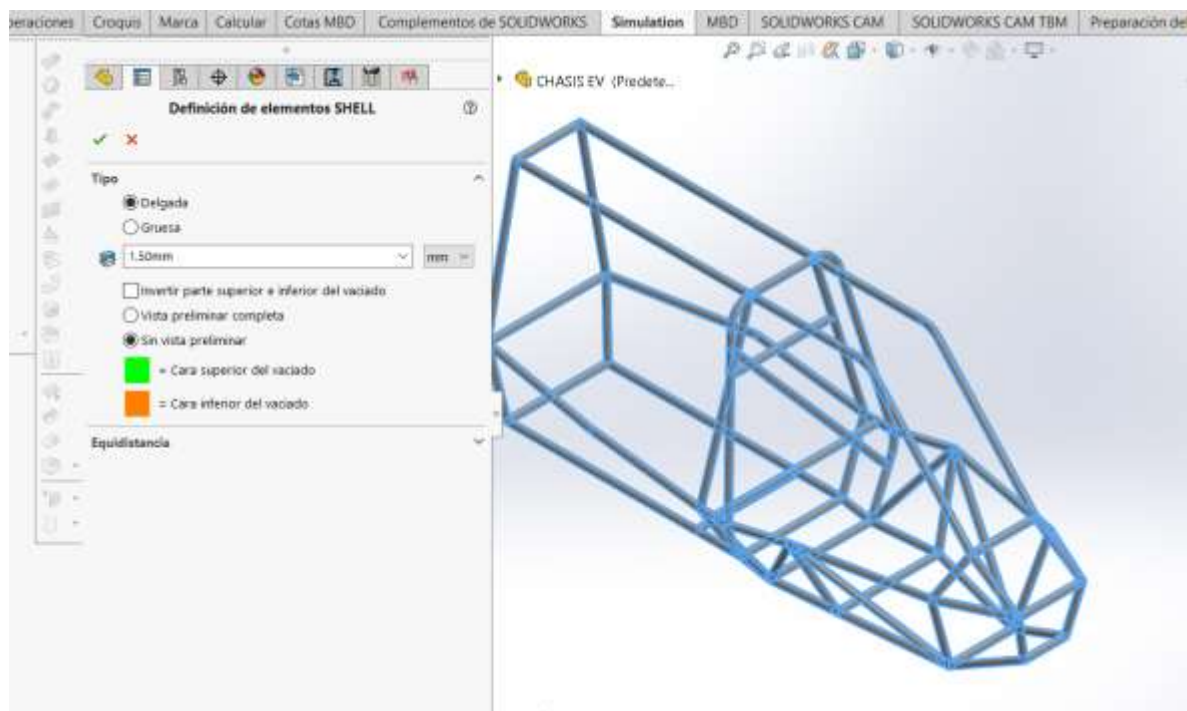 eraciones Croquis Marca Calcular Cotas MBD Complementos de SOLIDWORKS Simulation MBD SOLIDWORKS CAM SOLIDWORKS CAM TBM Preparación de
CHASIS EV (Predete...
Definición de elementos SHELL
Tipo
Delgada
Gruesa
1.50mm mm
Invertir parte superior e inferior del vaciado
Vista preliminar completa
Sin vista preliminar
= Cara superior del vaciado
= Cara inferior del vaciado
Equidistancia